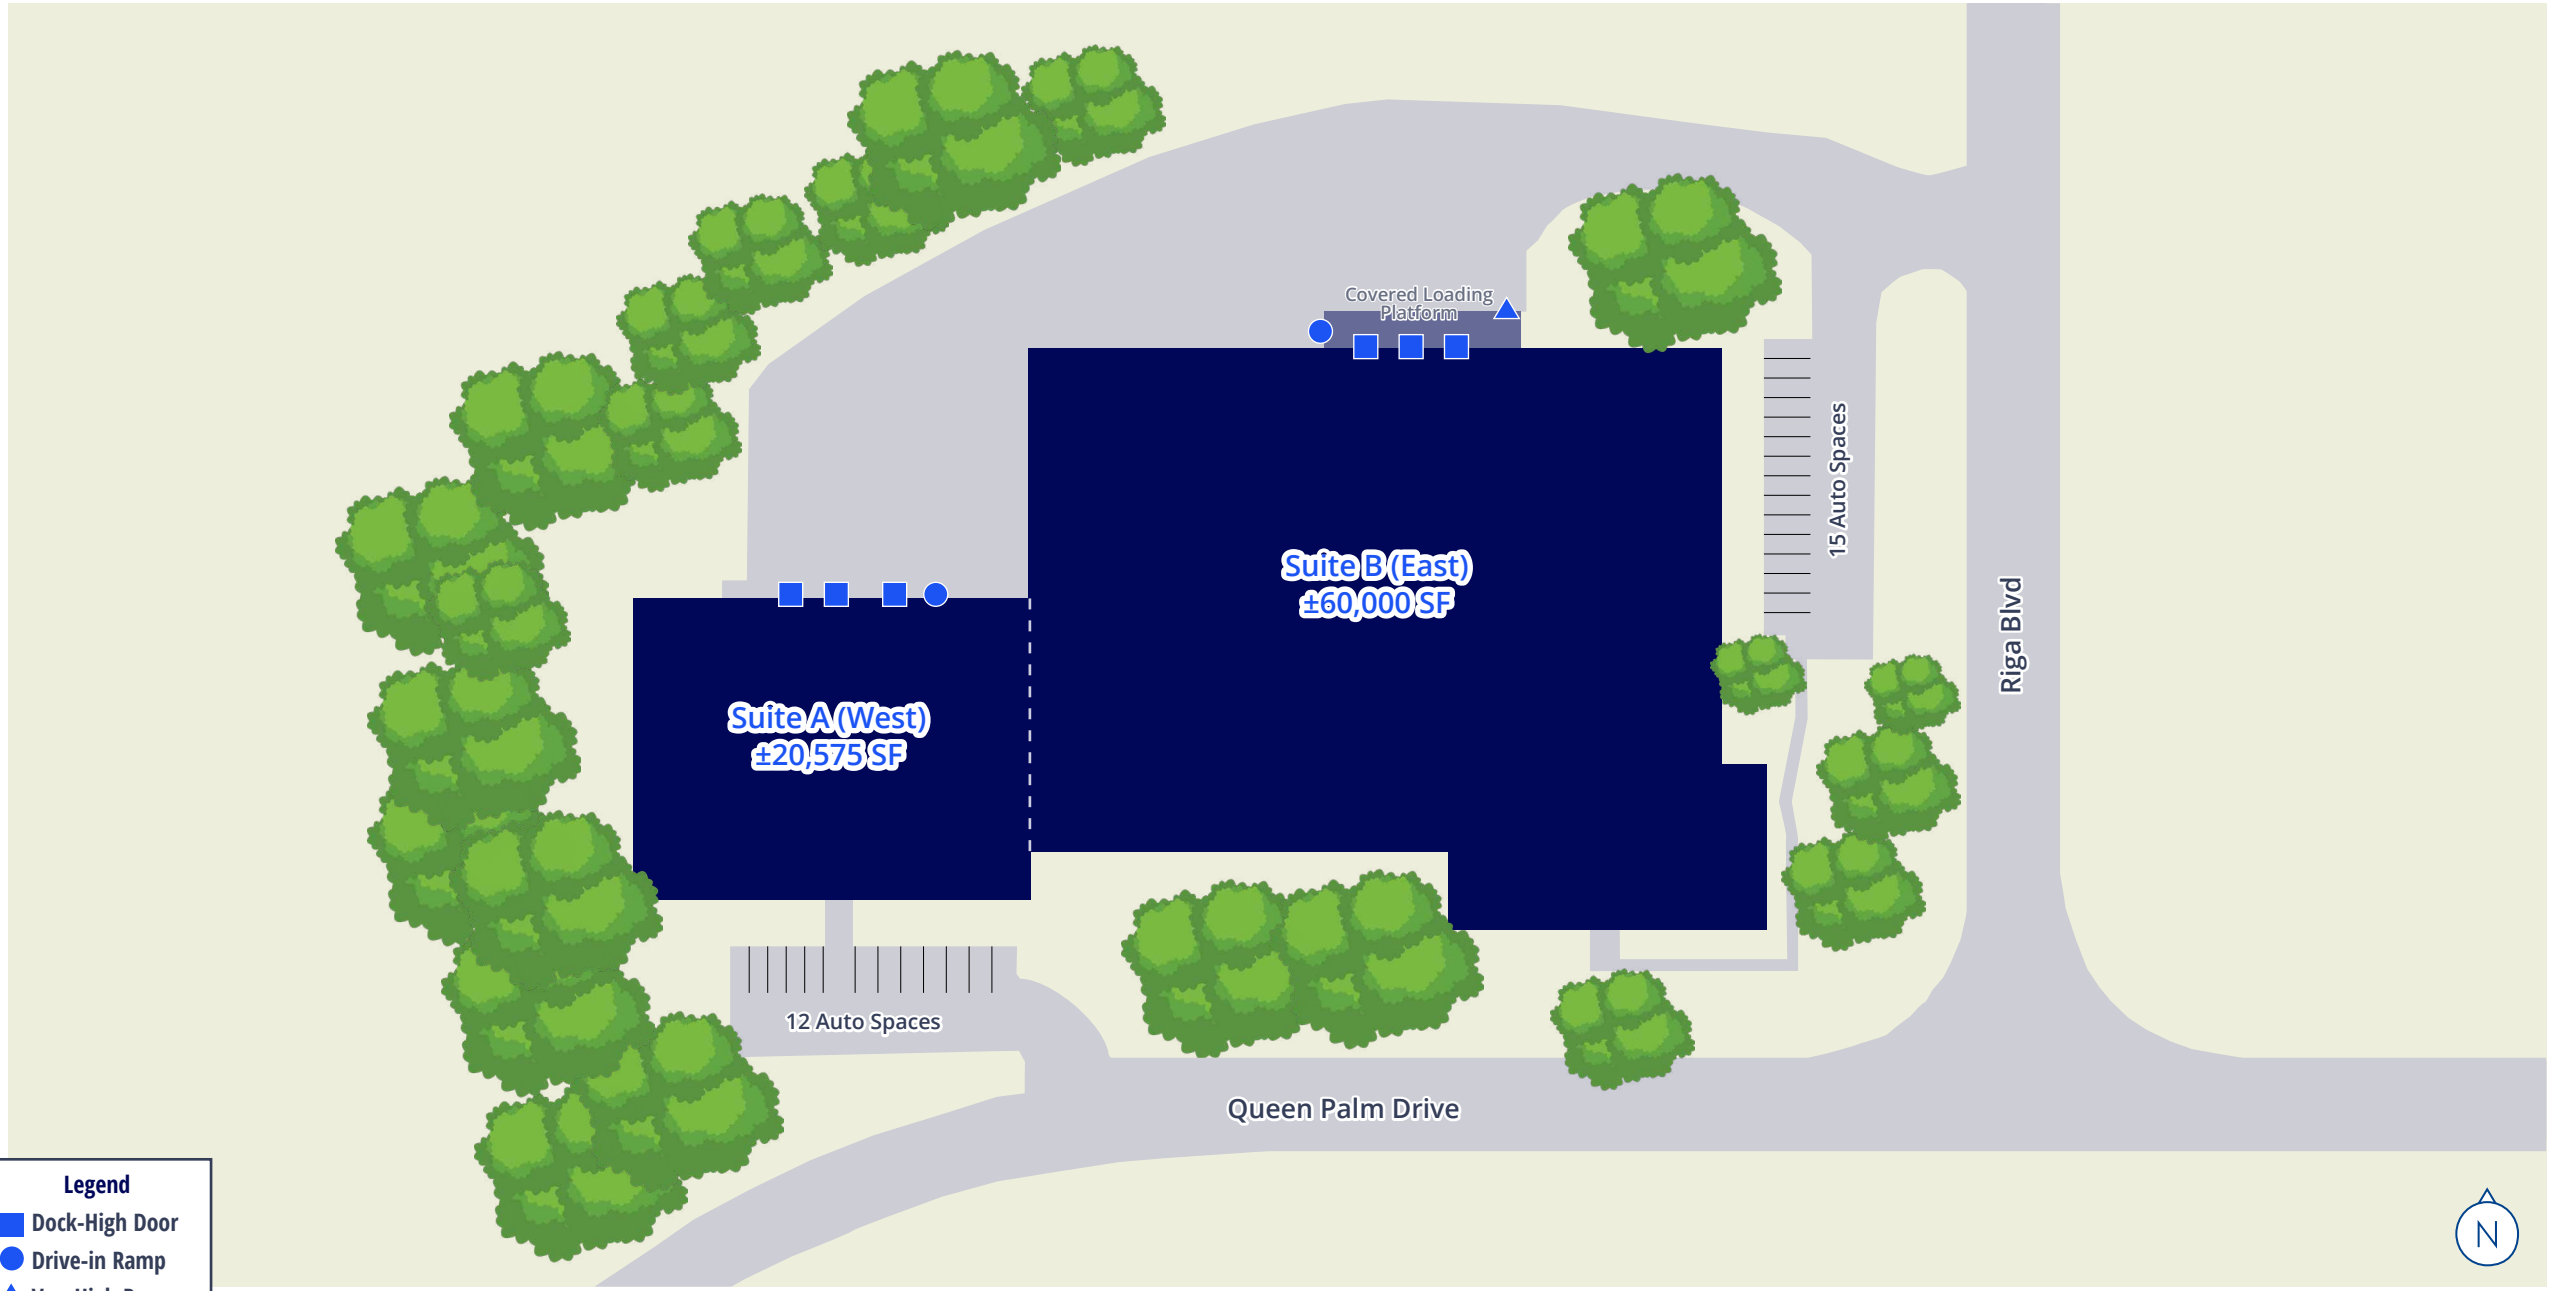 Covered Loading
Platform
15 Auto Spaces
Suite B (East)
±60,000 SF
Riga Blvd
Suite A (West)
±20,575 SF
12 Auto Spaces
Queen Palm Drive
Legend
Dock-High Door
Drive-in Ramp
N